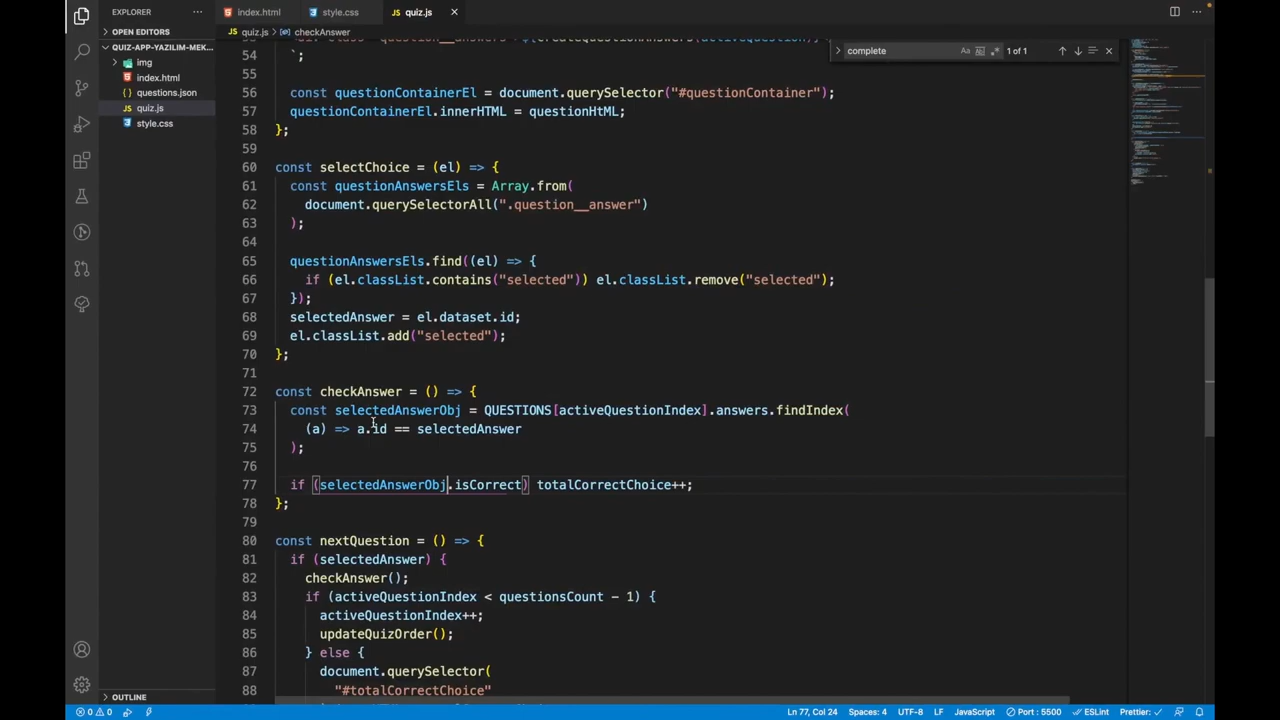 EXPLORER
index.html
style.css
quiz.js
OPEN EDITORS
JS quiz.js > checkAnswer
QUIZ-APP-YAZILIM-MEK...
complete
Aa
1 of 1
img
index.html
{} questions.json
JS quiz.js
style.css
54 `;
55
56 const questionContainerEl = document.querySelector("#questionContainer");
57 questionContainerEl.innerHTML = questionHtML;
58 };
59
60 const selectChoice = (el) => {
61 const questionAnswersEls = Array.from(
62 document.querySelectorAll(".question__answer")
63 );
64
65 questionAnswersEls.find((el) => {
66 if (el.classList.contains("selected")) el.classList.remove("selected");
67 });
68 selectedAnswer = el.dataset.id;
69 el.classList.add("selected");
70 };
71
72 const checkAnswer = () => {
73 const selectedAnswerObj = QUESTIONS[activeQuestionIndex].answers.findIndex(
74 (a) => a.id == selectedAnswer
75 );
76
77 if (selectedAnswerObj.isCorrect) totalCorrectChoice++;
78 };
79
80 const nextQuestion = () => {
81 if (selectedAnswer) {
82 checkAnswer();
83 if (activeQuestionIndex < questionsCount - 1) {
84 activeQuestionIndex++;
85 updateQuizOrder();
86 } else {
87 document.querySelector(
88 "#totalCorrectChoice"
OUTLINE
0 0
Ln 77, Col 24 Spaces: 4 UTF-8 LF JavaScript Port : 5500 ESLint Prettier: ✓